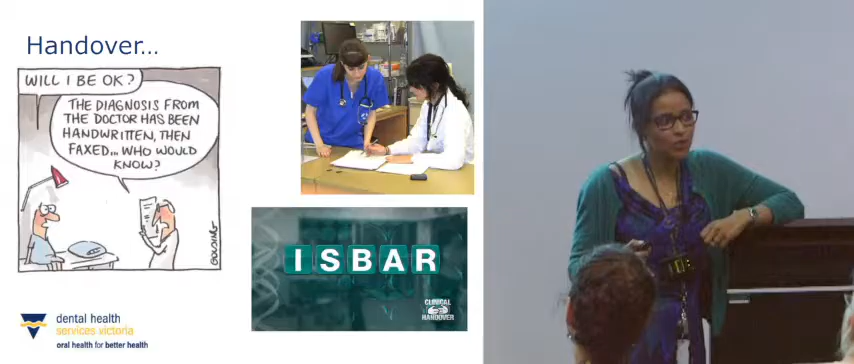 Handover...
WILL I BE OK?
THE DIAGNOSIS FROM
THE DOCTOR HAS BEEN
HANDWRITTEN, THEN
FAXED... WHO WOULD
KNOW?
GOLDING
ISBAR
CLINICAL
HANDOVER
dental health
services victoria
oral health for better health